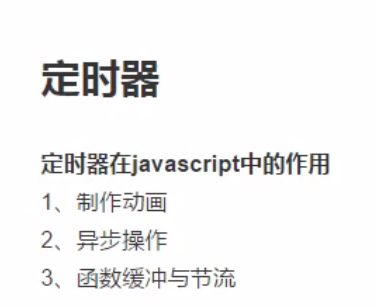 定时器
定时器在javascript中的作用
1、制作动画
2、异步操作
3、函数缓冲与节流